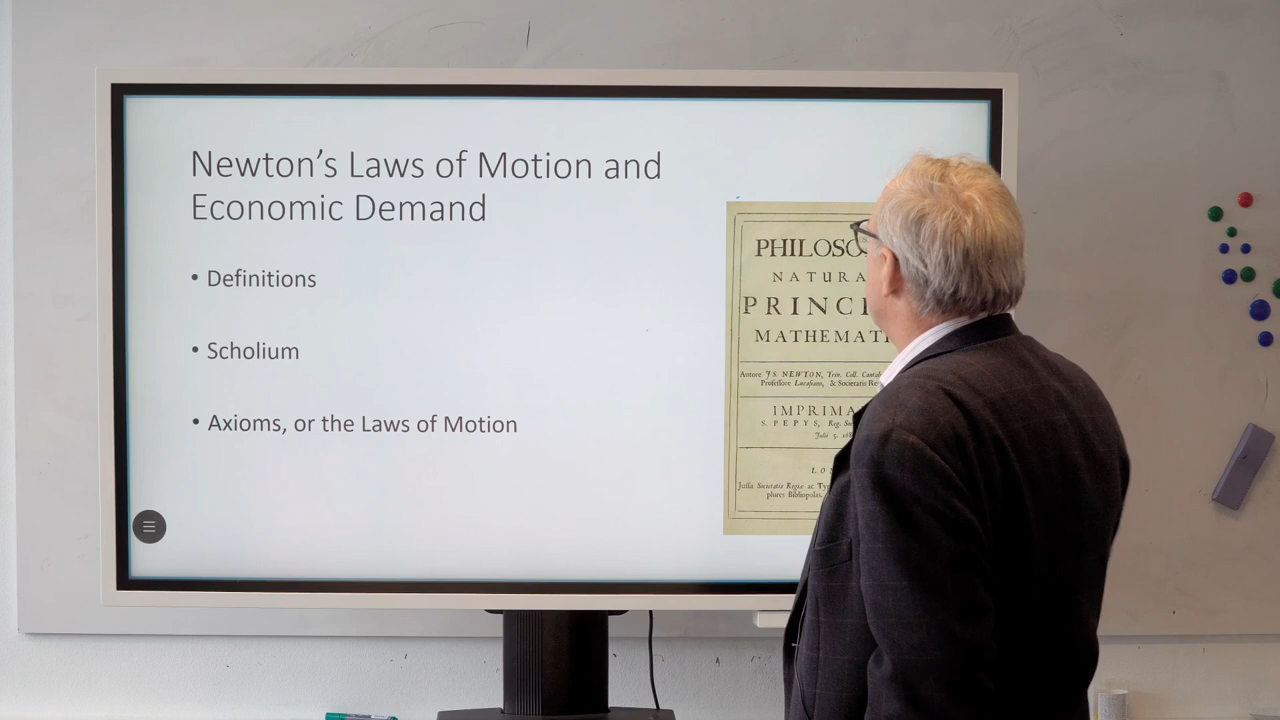 Newton's Laws of Motion and
Economic Demand
• Definitions
• Scholium
• Axioms, or the Laws of Motion
PHILOSO
NATURA
PRINCI
MATHEMATI
Autore JS. NEWTON, Trin. Coll. Cantab
Professore Lucasiano, & Societatis Reg
IMPRIMA
S. PEPYS, Reg. Soc
Julii 5. 168
LON
Jussu Societatis Regiæ ac Typ
plures Bibliopolas.